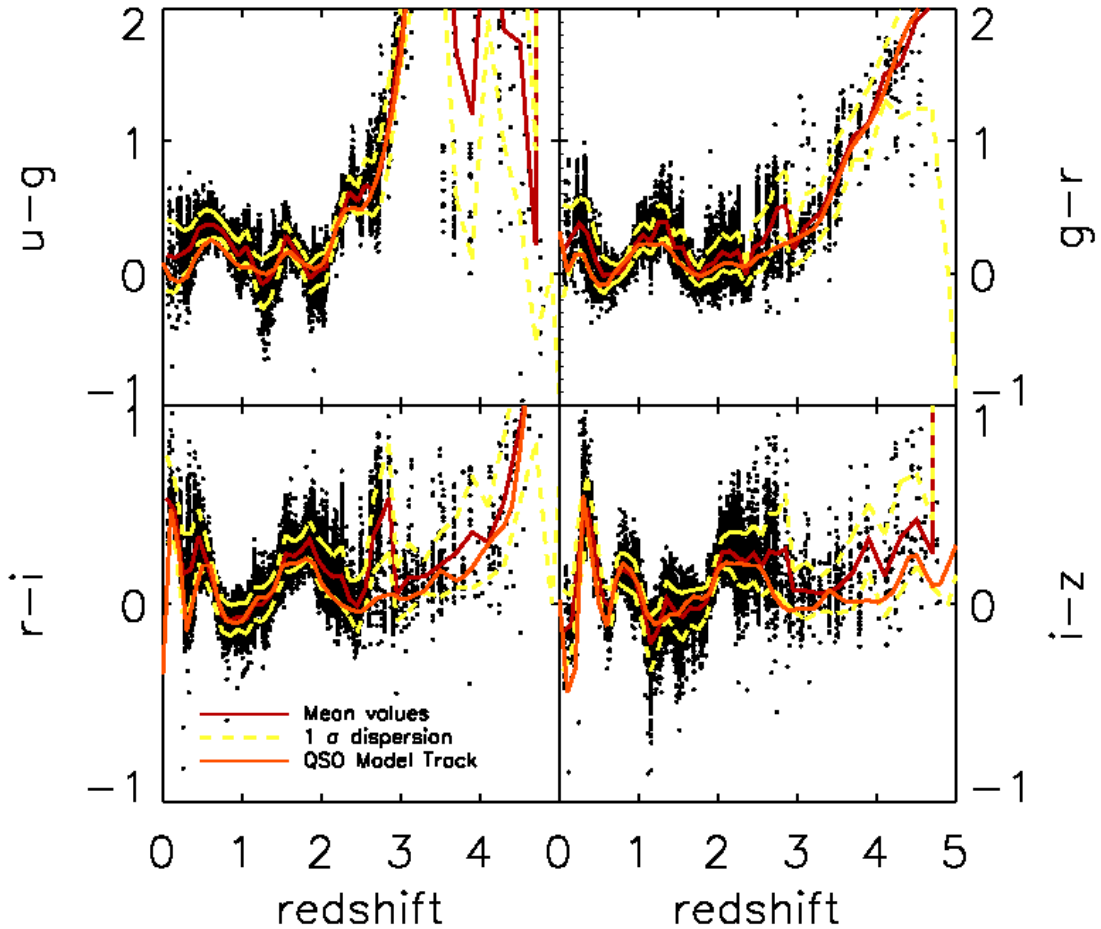 2
1
0
−1
u−g
2
1
0
−1
g−r
1
0
−1
r−i
1
0
−1
i−z
Mean values
1 σ dispersion
QSO Model Track
0 1 2 3 4 0 1 2 3 4 5
redshift redshift